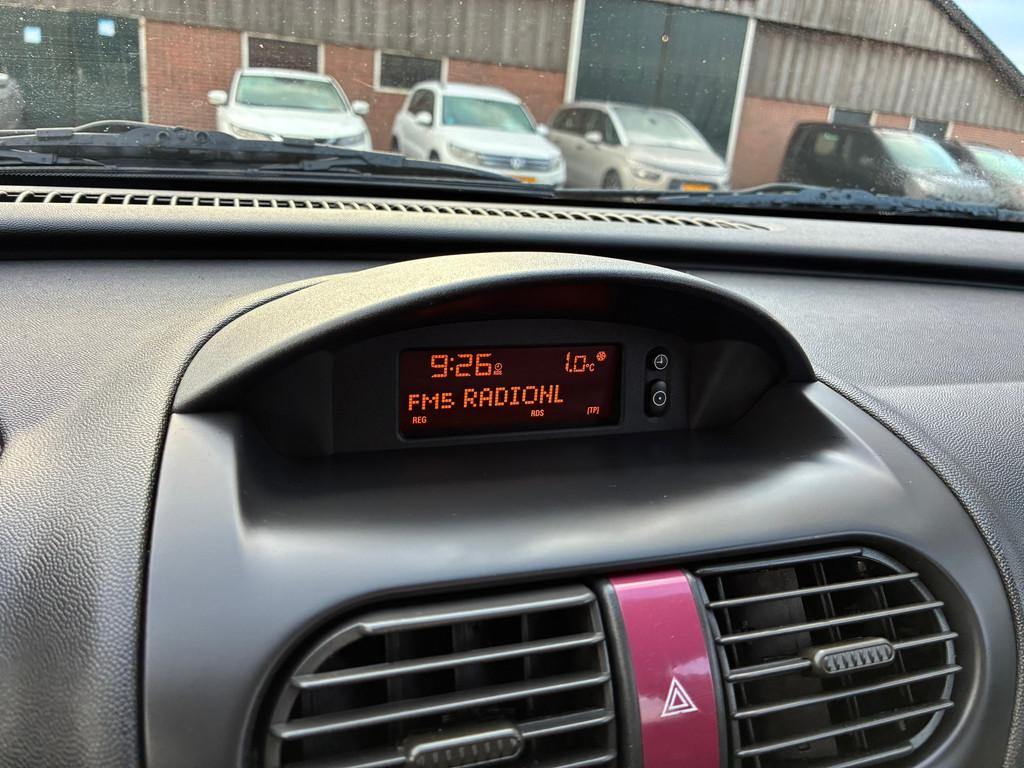 9:26 1.0°C
FM5 RADIONL
REG RDS [TP]